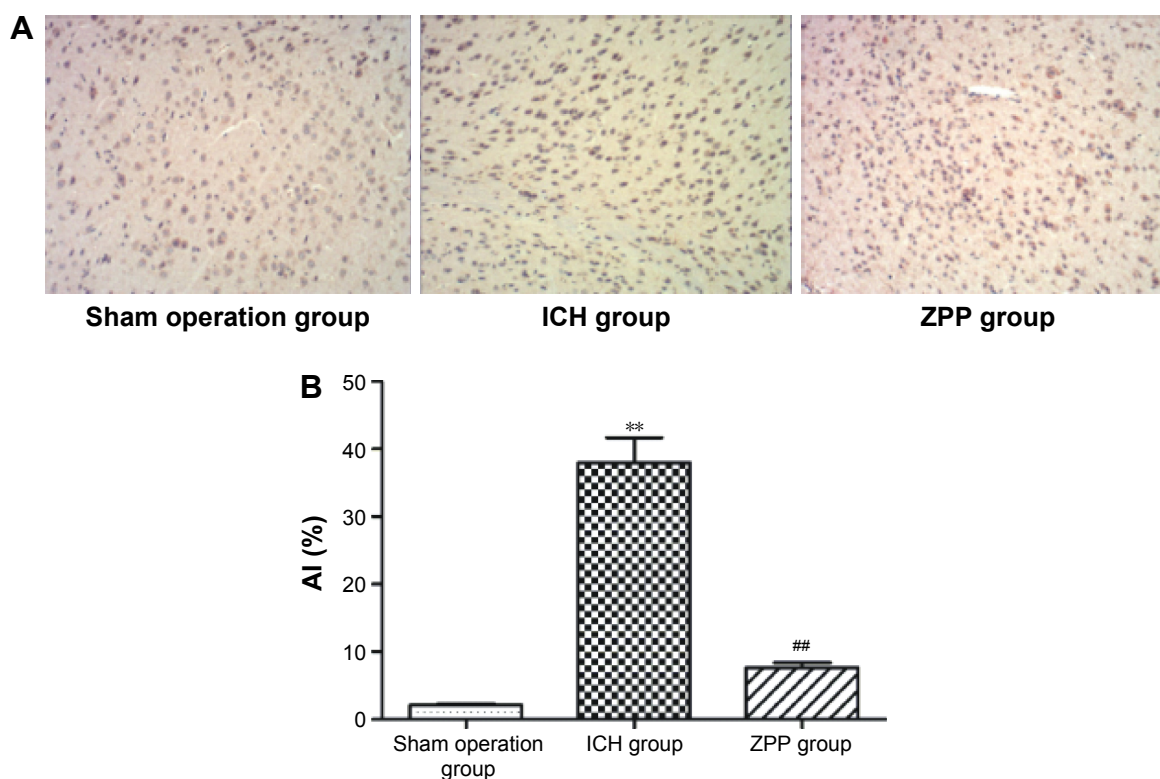 A
Sham operation group
ICH group
ZPP group
B
AI (%)
50
40
30
20
10
0
**
##
Sham operation
group
ICH group
ZPP group